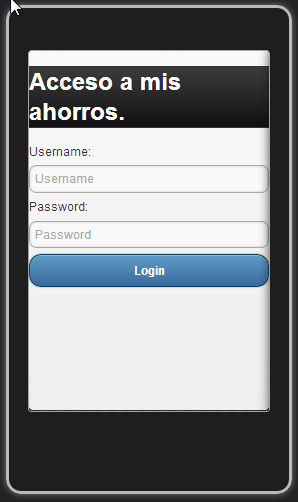 Acceso a mis
ahorros.
Username:
Username
Password:
Password
Login